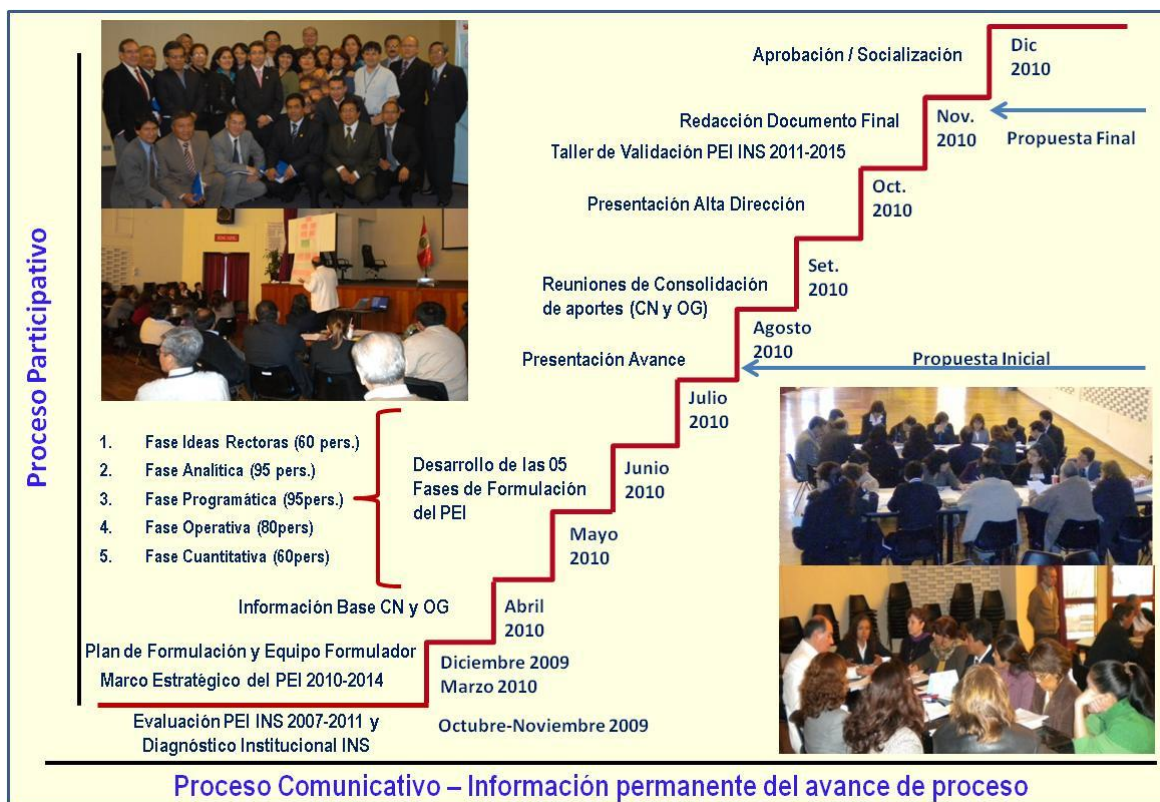 Proceso Participativo
Aprobación / Socialización
Dic
2010
Redacción Documento Final
Taller de Validación PEI INS 2011-2015
Nov.
2010
Propuesta Final
Presentación Alta Dirección
Oct.
2010
Reuniones de Consolidación
de aportes (CN y OG)
Set.
2010
Presentación Avance
Agosto
2010
Propuesta Inicial
Julio
2010
1. Fase Ideas Rectoras (60 pers.)
2. Fase Analítica (95 pers.)
3. Fase Programática (95pers.)
4. Fase Operativa (80pers)
5. Fase Cuantitativa (60pers)
Desarrollo de las 05
Fases de Formulación
del PEI
Junio
2010
Mayo
2010
Información Base CN y OG
Abril
2010
Plan de Formulación y Equipo Formulador
Marco Estratégico del PEI 2010-2014
Diciembre 2009
Marzo 2010
Evaluación PEI INS 2007-2011 y
Diagnóstico Institucional INS
Octubre-Noviembre 2009
Proceso Comunicativo – Información permanente del avance de proceso